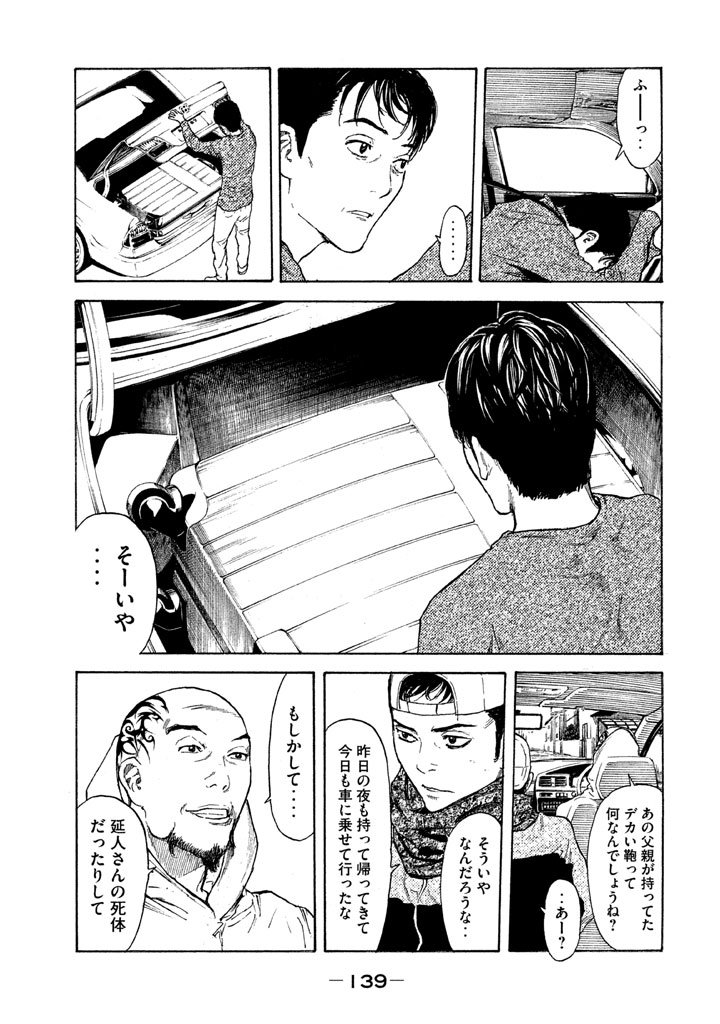 ふーっ‥
‥‥
そーいや
‥‥
あの父親が持ってた
デカい鞄って
何なんでしょうね?
‥あー?
そういや
なんだろうな‥
昨日の夜も持って帰ってきて
今日も車に乗せて行ったな
もしかして‥‥
延人さんの死体
だったりして
—139—